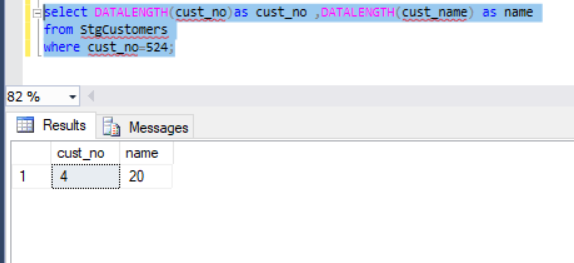 select DATALENGTH(cust_no)as cust_no ,DATALENGTH(cust_name) as name
from StgCustomers
where cust_no=524;
82 %
Results Messages
cust_no name
1 4 20